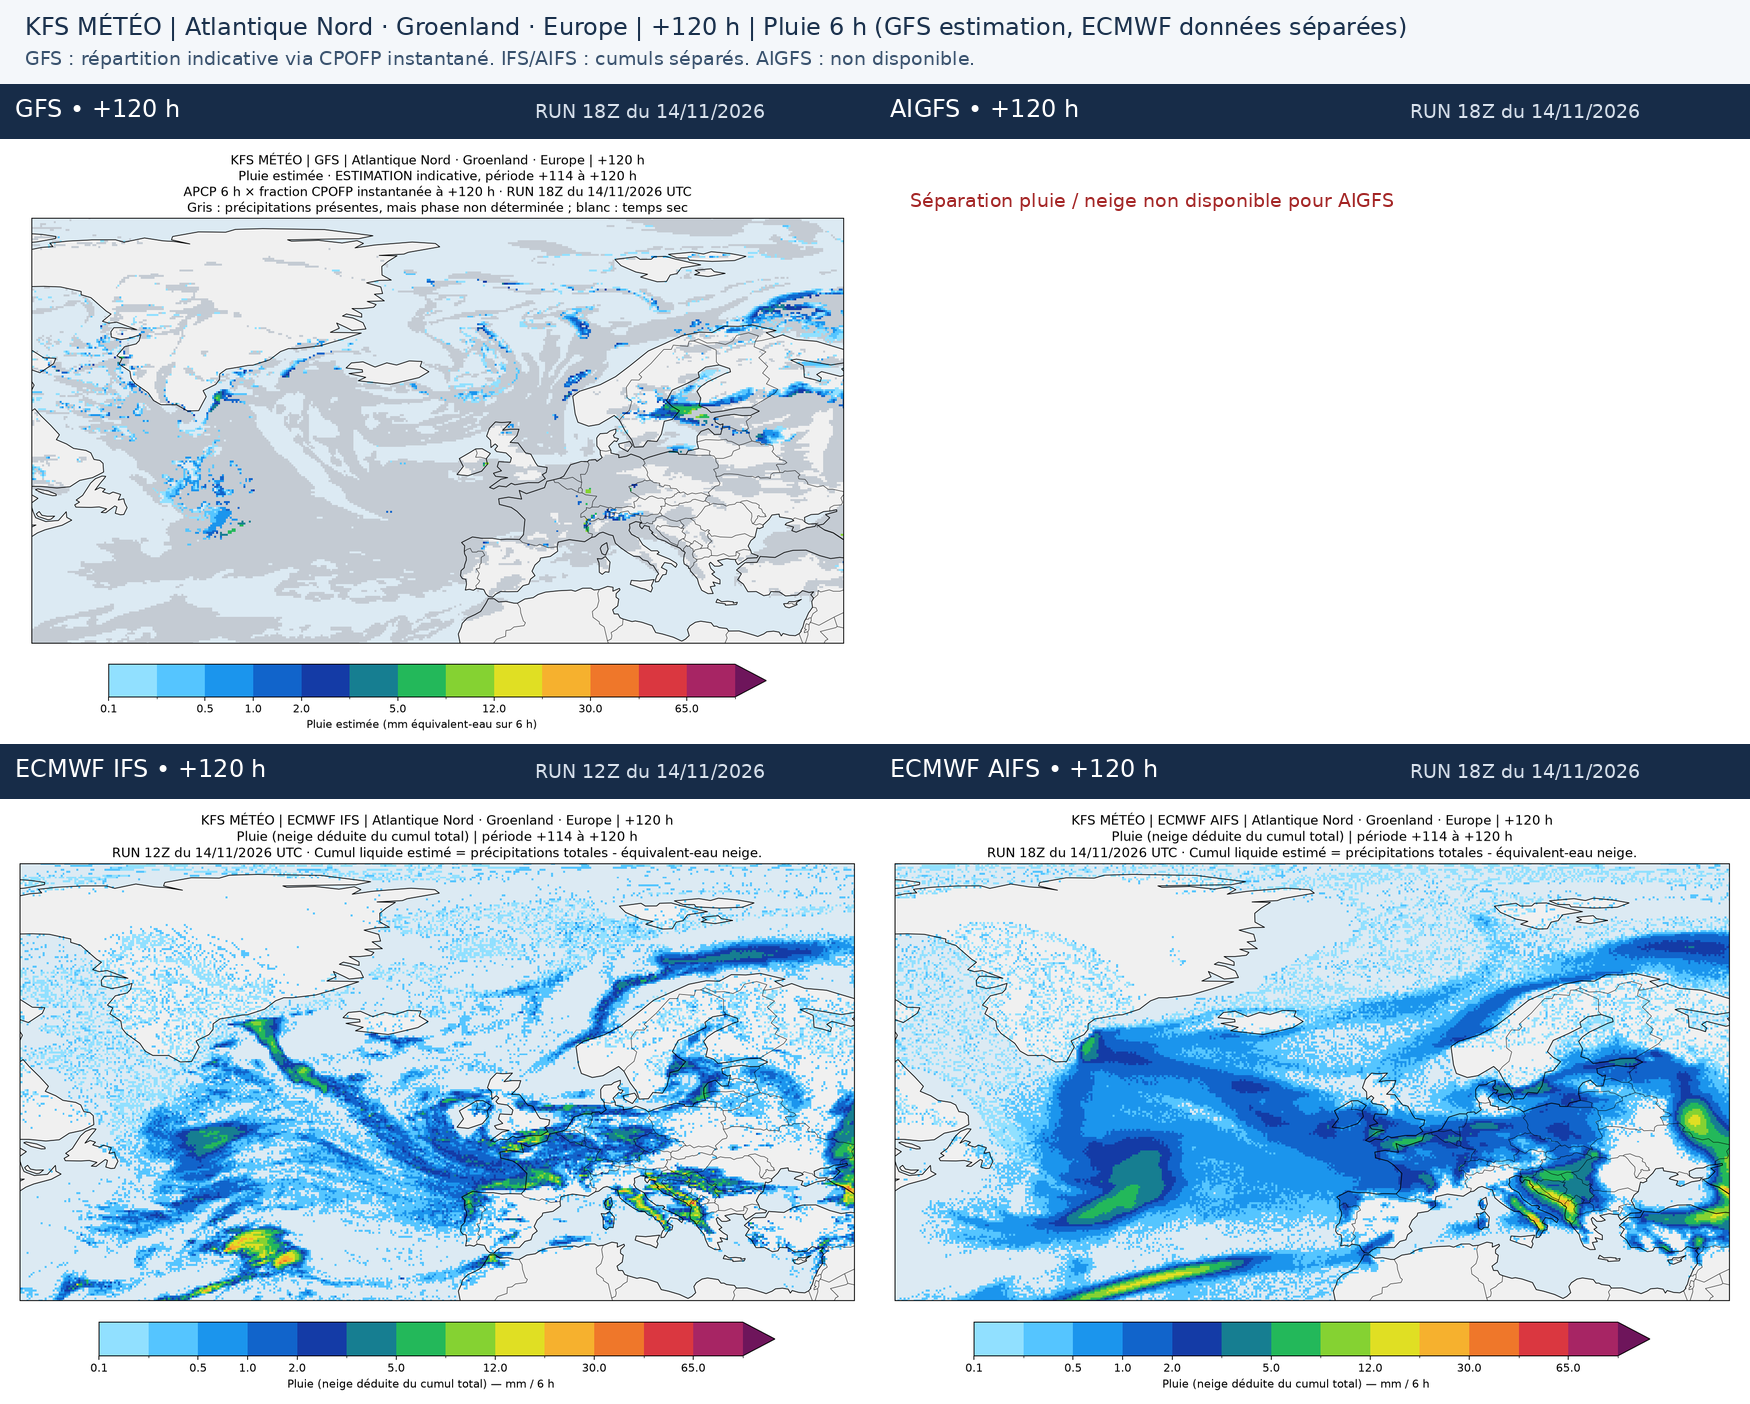 KFS MÉTÉO | Atlantique Nord · Groenland · Europe | +120 h | Pluie 6 h (GFS estimation, ECMWF données séparées)
GFS : répartition indicative via CPOFP instantané. IFS/AIFS : cumuls séparés. AIGFS : non disponible.
GFS • +120 h
RUN 18Z du 14/11/2026
AIGFS • +120 h
RUN 18Z du 14/11/2026
KFS MÉTÉO | GFS | Atlantique Nord · Groenland · Europe | +120 h
Pluie estimée · ESTIMATION indicative, période +114 à +120 h
APCP 6 h × fraction CPOFP instantanée à +120 h · RUN 18Z du 14/11/2026 UTC
Gris : précipitations présentes, mais phase non déterminée ; blanc : temps sec
Séparation pluie / neige non disponible pour AIGFS
0.1 0.5 1.0 2.0 5.0 12.0 30.0 65.0
Pluie estimée (mm équivalent-eau sur 6 h)
ECMWF IFS • +120 h
RUN 12Z du 14/11/2026
ECMWF AIFS • +120 h
RUN 18Z du 14/11/2026
KFS MÉTÉO | ECMWF IFS | Atlantique Nord · Groenland · Europe | +120 h
Pluie (neige déduite du cumul total) | période +114 à +120 h
RUN 12Z du 14/11/2026 UTC · Cumul liquide estimé = précipitations totales - équivalent-eau neige.
KFS MÉTÉO | ECMWF AIFS | Atlantique Nord · Groenland · Europe | +120 h
Pluie (neige déduite du cumul total) | période +114 à +120 h
RUN 18Z du 14/11/2026 UTC · Cumul liquide estimé = précipitations totales - équivalent-eau neige.
0.1 0.5 1.0 2.0 5.0 12.0 30.0 65.0
Pluie (neige déduite du cumul total) — mm / 6 h
0.1 0.5 1.0 2.0 5.0 12.0 30.0 65.0
Pluie (neige déduite du cumul total) — mm / 6 h